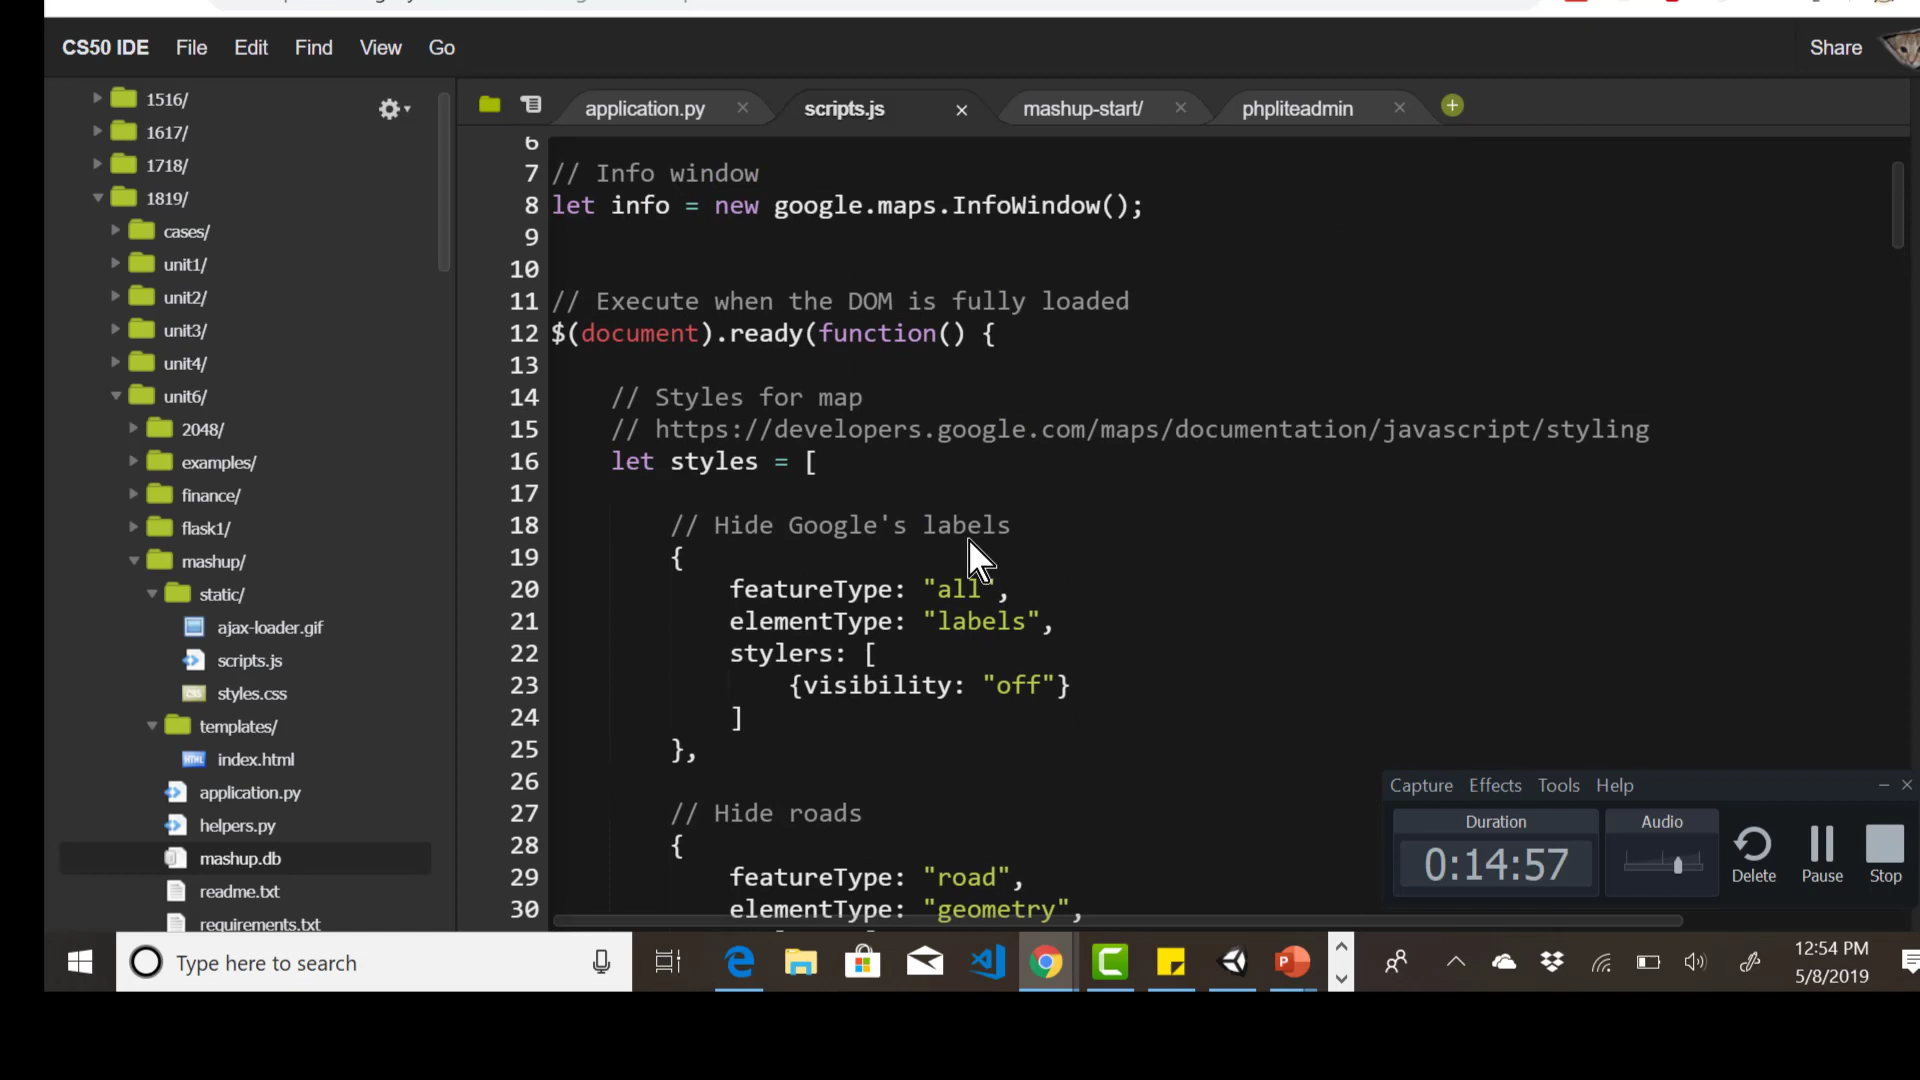 CS50 IDE File Edit Find View Go Share
1516/
1617/
1718/
1819/
cases/
unit1/
unit2/
unit3/
unit4/
unit6/
2048/
examples/
finance/
flask1/
mashup/
static/
ajax-loader.gif
scripts.js
styles.css
templates/
index.html
application.py
helpers.py
mashup.db
readme.txt
requirements.txt
application.py scripts.js mashup-start/ phpliteadmin
6
7 // Info window
8 let info = new google.maps.InfoWindow();
9
10
11 // Execute when the DOM is fully loaded
12 $(document).ready(function() {
13
14 // Styles for map
15 // https://developers.google.com/maps/documentation/javascript/styling
16 let styles = [
17
18 // Hide Google's labels
19 {
20 featureType: "all",
21 elementType: "labels",
22 stylers: [
23 {visibility: "off"}
24 ]
25 },
26
27 // Hide roads
28 {
29 featureType: "road",
30 elementType: "geometry",
Capture Effects Tools Help
Duration Audio
0:14:57
Delete Pause Stop
Type here to search
12:54 PM
5/8/2019